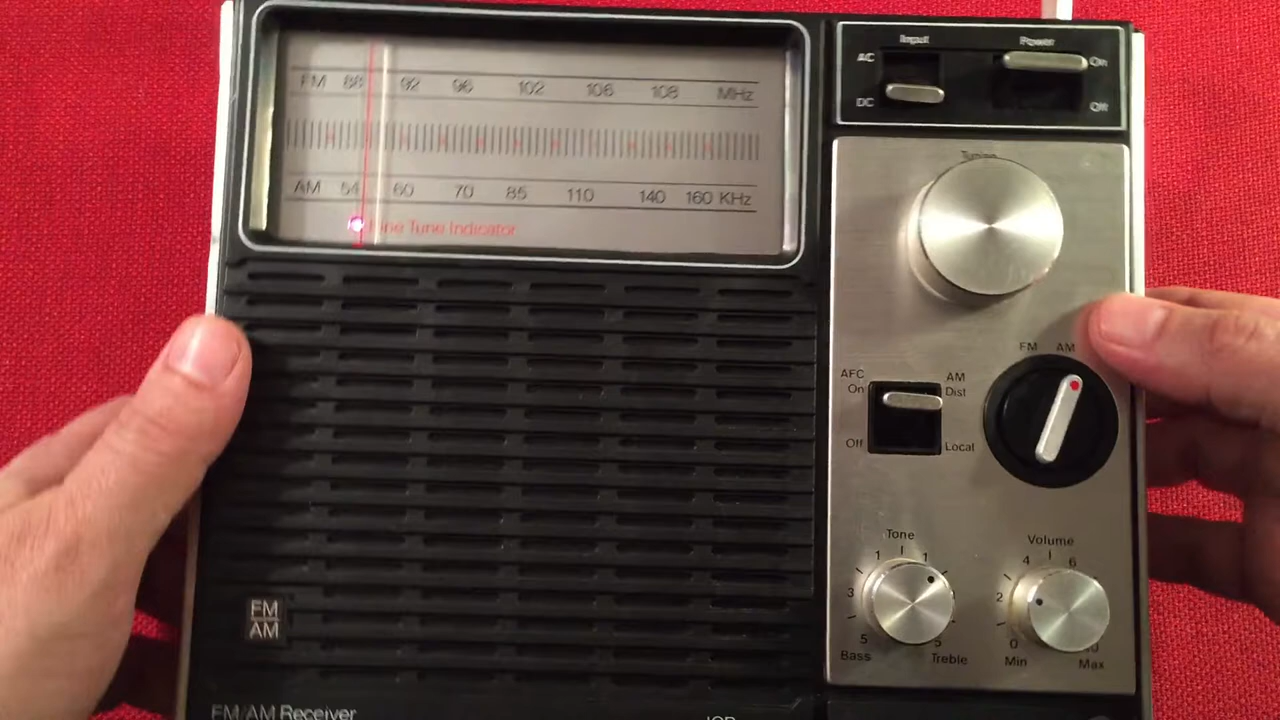 Input Power
AC On
DC Off
FM 88 92 96 102 106 108 MHz
AM 54 60 70 85 110 140 160 KHz
Tune Indicator
Tuning
FM AM
AFC AM
On Dist
Off Local
Tone Volume
1 1 4 6
3 2
5 5 0 10
Bass Treble Min Max
FM
AM
FM/AM Receiver